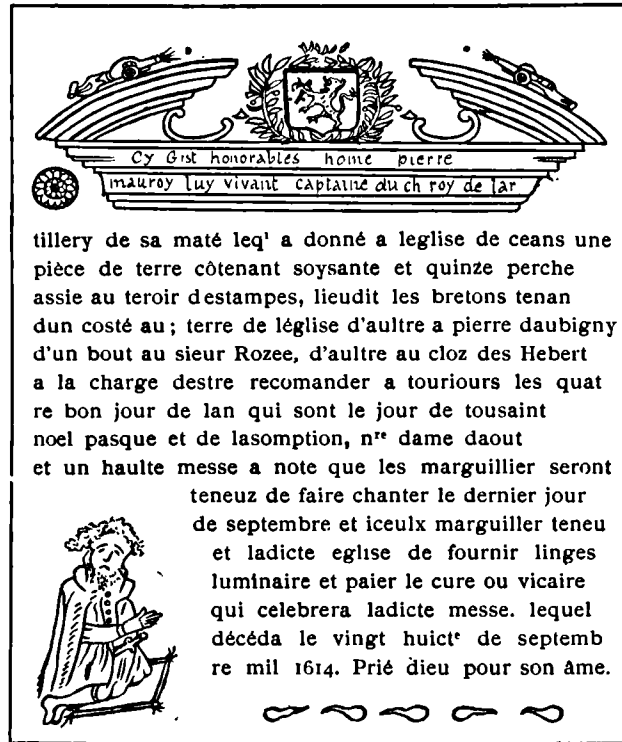 Cy Gist honorables home pierre
mauroy luy vivant captaine du ch roy de lar
tillery de sa maté leqˡ a donné a leglise de ceans une
pièce de terre côtenant soysante et quinze perche
assie au teroir destampes, lieudit les bretons tenan
dun costé au; terre de léglise d'aultre a pierre daubigny
d'un bout au sieur Rozee, d'aultre au cloz des Hebert
a la charge destre recomander a touriours les quat
re bon jour de lan qui sont le jour de tousaint
noel pasque et de lasomption, nʳᵉ dame daout
et un haulte messe a note que les marguillier seront
teneuz de faire chanter le dernier jour
de septembre et iceulx marguiller teneu
et ladicte eglise de fournir linges
luminaire et paier le cure ou vicaire
qui celebrera ladicte messe. lequel
décéda le vingt huictᵉ de septemb
re mil 1614. Prié dieu pour son âme.